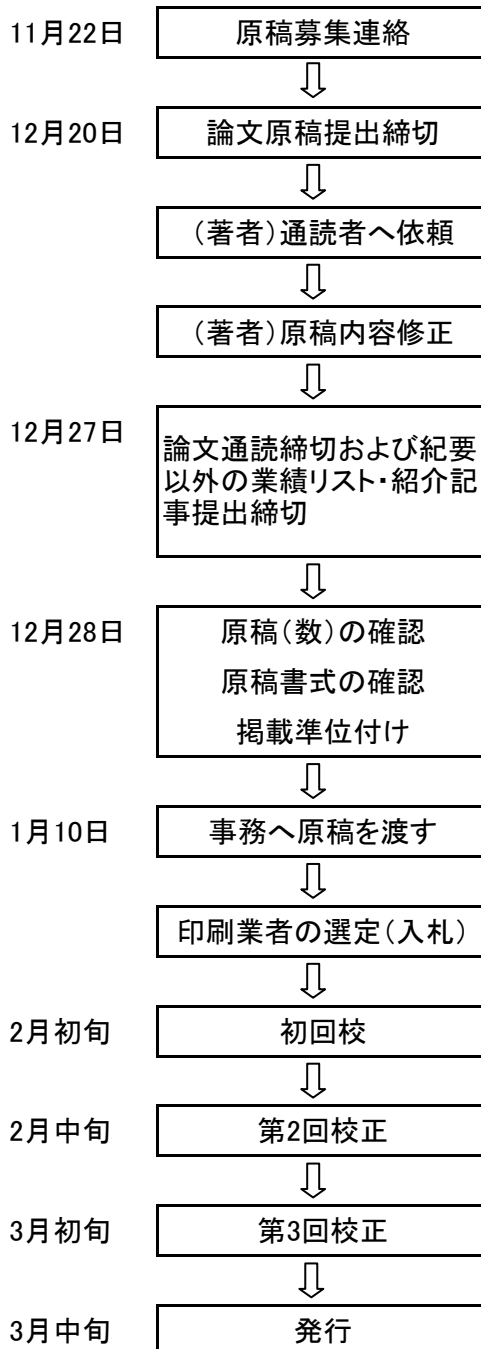 11月22日 原稿募集連絡
12月20日 論文原稿提出締切
(著者)通読者へ依頼
(著者)原稿内容修正
12月27日
論文通読締切および紀要
以外の業績リスト・紹介記
事提出締切
12月28日 原稿(数)の確認
原稿書式の確認
掲載準位付け
1月10日 事務へ原稿を渡す
印刷業者の選定(入札)
2月初旬 初回校
2月中旬 第2回校正
3月初旬 第3回校正
3月中旬 発行